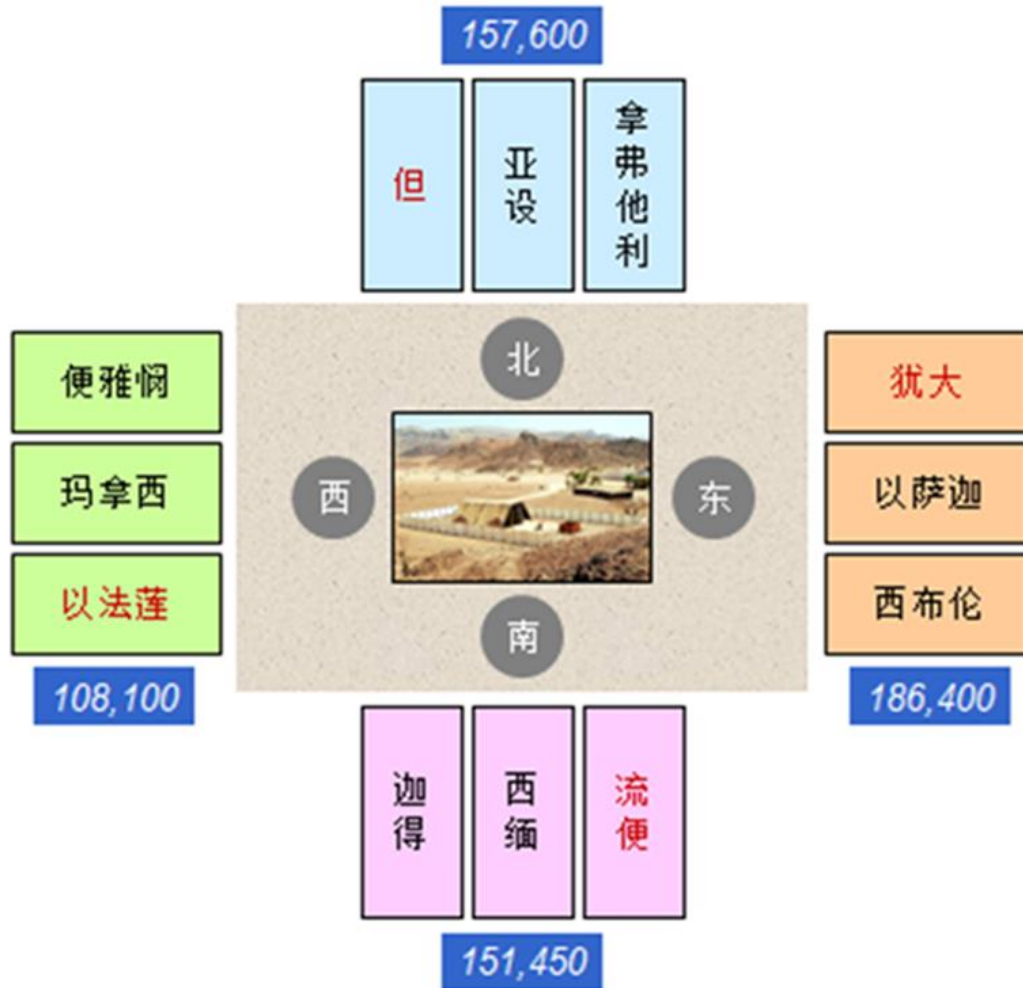 157,600
但
亚设
拿弗他利
北
便雅悯
玛拿西
以法莲
西
东
犹大
以萨迦
西布伦
南
108,100
186,400
迦得
西缅
流便
151,450